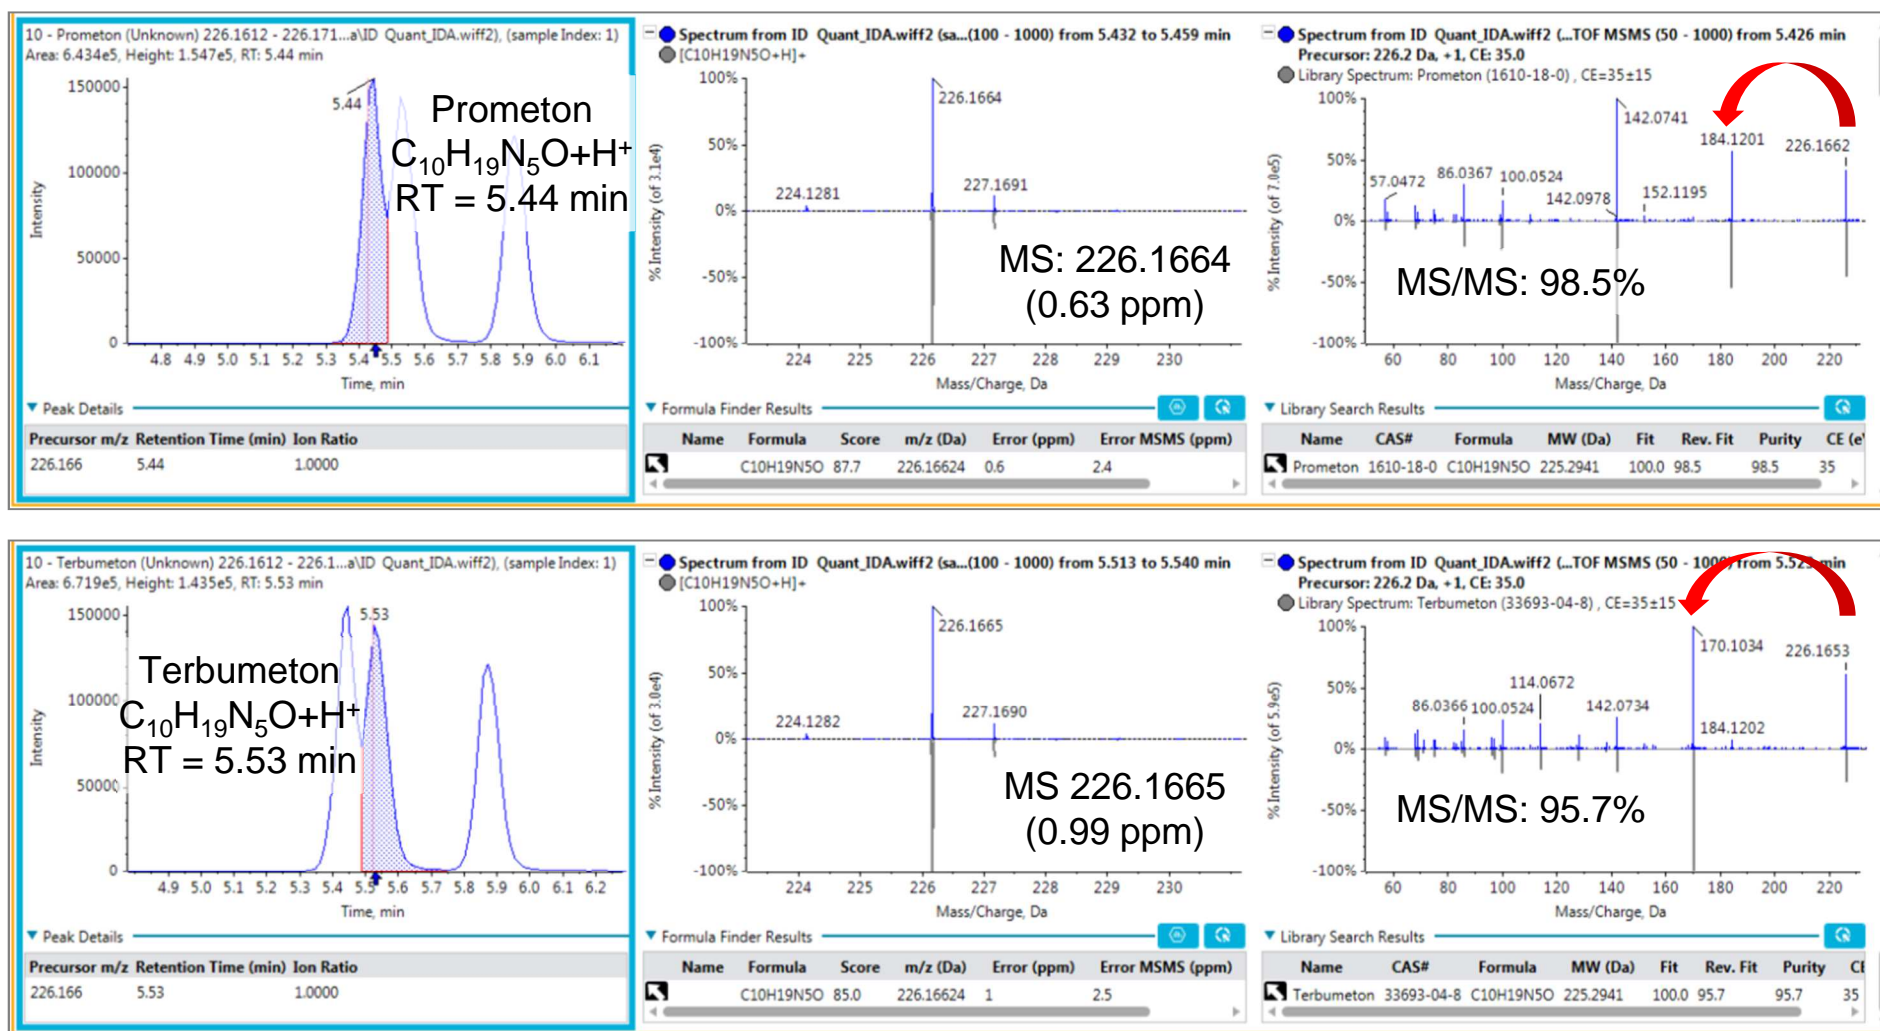 10 - Prometon (Unknown) 226.1612 - 226.171...a\ID Quant_IDA.wiff2), (sample Index: 1)
Area: 6.434e5, Height: 1.547e5, RT: 5.44 min
150000
100000
50000
0
Intensity
5.44
Prometon
C₁₀H₁₉N₅O+H⁺
RT = 5.44 min
4.8 4.9 5.0 5.1 5.2 5.3 5.4 5.5 5.6 5.7 5.8 5.9 6.0 6.1
Time, min
Peak Details
Precursor m/z Retention Time (min) Ion Ratio
226.166 5.44 1.0000
Spectrum from ID Quant_IDA.wiff2 (sa...(100 - 1000) from 5.432 to 5.459 min
[C10H19N5O+H]+
100%
50%
0%
-50%
-100%
% Intensity (of 3.1e4)
226.1664
224.1281
227.1691
MS: 226.1664
(0.63 ppm)
224 225 226 227 228 229 230
Mass/Charge, Da
Formula Finder Results
Name Formula Score m/z (Da) Error (ppm) Error MSMS (ppm)
C10H19N5O 87.7 226.16624 0.6 2.4
Spectrum from ID Quant_IDA.wiff2 (...TOF MSMS (50 - 1000) from 5.426 min
Precursor: 226.2 Da, +1, CE: 35.0
Library Spectrum: Prometon (1610-18-0) , CE=35±15
100%
50%
0%
-50%
-100%
% Intensity (of 7.0e5)
142.0741
184.1201
226.1662
57.0472
86.0367
100.0524
142.0978
152.1195
MS/MS: 98.5%
60 80 100 120 140 160 180 200 220
Mass/Charge, Da
Library Search Results
Name CAS# Formula MW (Da) Fit Rev. Fit Purity CE (e
Prometon 1610-18-0 C10H19N5O 225.2941 100.0 98.5 98.5 35
10 - Terbumeton (Unknown) 226.1612 - 226.1...a\ID Quant_IDA.wiff2), (sample Index: 1)
Area: 6.719e5, Height: 1.435e5, RT: 5.53 min
150000
100000
50000
0
Intensity
5.53
Terbumeton
C₁₀H₁₉N₅O+H⁺
RT = 5.53 min
4.9 5.0 5.1 5.2 5.3 5.4 5.5 5.6 5.7 5.8 5.9 6.0 6.1 6.2
Time, min
Peak Details
Precursor m/z Retention Time (min) Ion Ratio
226.166 5.53 1.0000
Spectrum from ID Quant_IDA.wiff2 (sa...(100 - 1000) from 5.513 to 5.540 min
[C10H19N5O+H]+
100%
50%
0%
-50%
-100%
% Intensity (of 3.0e4)
226.1665
224.1282
227.1690
MS 226.1665
(0.99 ppm)
224 225 226 227 228 229 230
Mass/Charge, Da
Formula Finder Results
Name Formula Score m/z (Da) Error (ppm) Error MSMS (ppm)
C10H19N5O 85.0 226.16624 1 2.5
Spectrum from ID Quant_IDA.wiff2 (...TOF MSMS (50 - 1000) from 5.523 min
Precursor: 226.2 Da, +1, CE: 35.0
Library Spectrum: Terbumeton (33693-04-8) , CE=35±15
100%
50%
0%
-50%
-100%
% Intensity (of 5.9e5)
170.1034
226.1653
114.0672
86.0366
100.0524
142.0734
184.1202
MS/MS: 95.7%
60 80 100 120 140 160 180 200 220
Mass/Charge, Da
Library Search Results
Name CAS# Formula MW (Da) Fit Rev. Fit Purity CE
Terbumeton 33693-04-8 C10H19N5O 225.2941 100.0 95.7 95.7 35